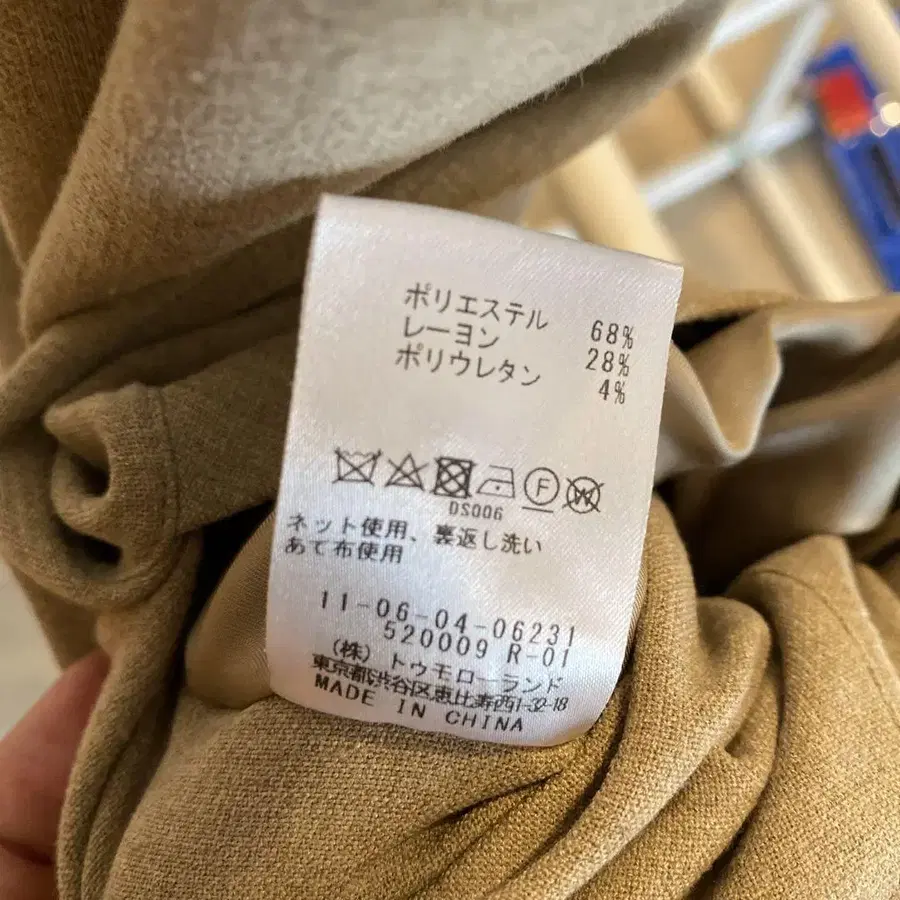 ポリエステル 68%
レーヨン 28%
ポリウレタン 4%
F W
DS006
ネット使用、裏返し洗い
あて布使用
11-06-04-06231
520009 R-01
(株) トゥモローランド
東京都渋谷区恵比寿西1-32-18
MADE IN CHINA